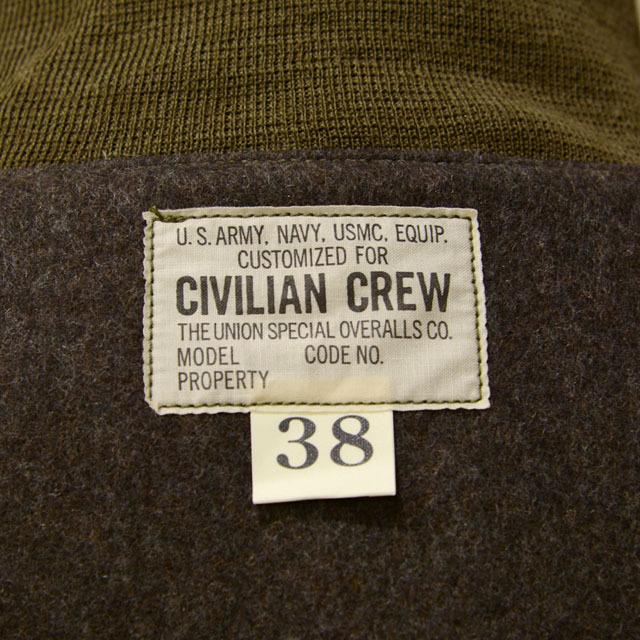 U.S. ARMY, NAVY, USMC, EQUIP.
CUSTOMIZED FOR
CIVILIAN CREW
THE UNION SPECIAL OVERALLS CO.
MODEL CODE NO.
PROPERTY
38